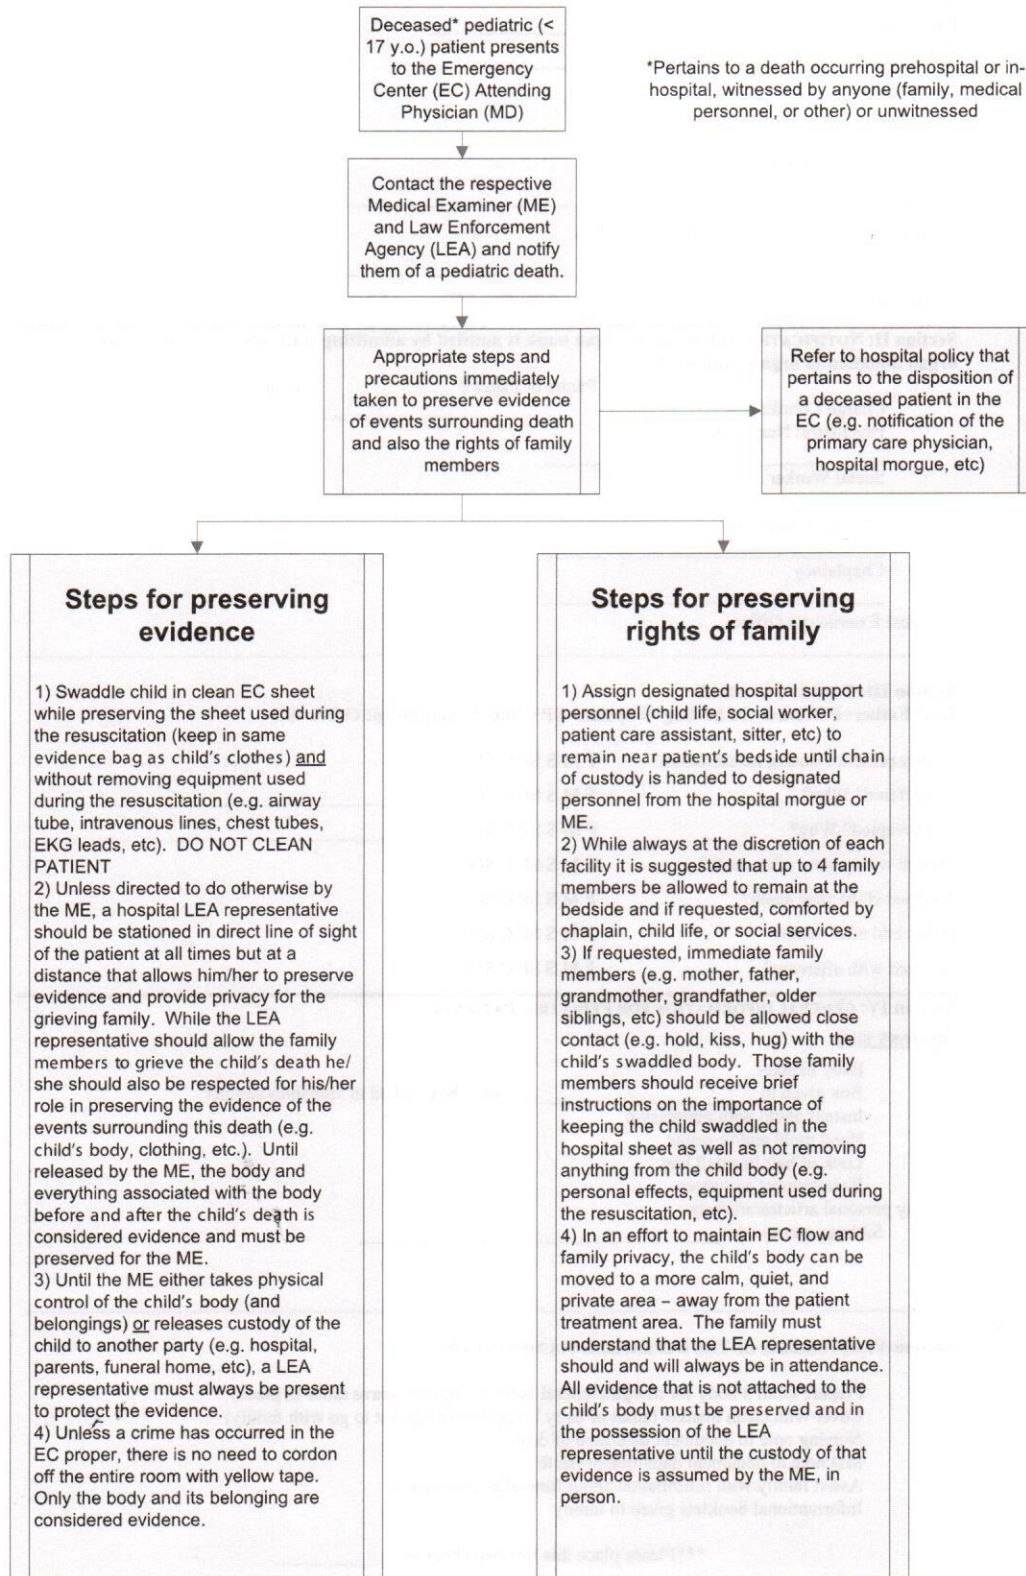 Deceased* pediatric (<
17 y.o.) patient presents
to the Emergency
Center (EC) Attending
Physician (MD)
*Pertains to a death occurring prehospital or in-
hospital, witnessed by anyone (family, medical
personnel, or other) or unwitnessed
Contact the respective
Medical Examiner (ME)
and Law Enforcement
Agency (LEA) and notify
them of a pediatric death.
Appropriate steps and
precautions immediately
taken to preserve evidence
of events surrounding death
and also the rights of family
members
Refer to hospital policy that
pertains to the disposition of
a deceased patient in the
EC (e.g. notification of the
primary care physician,
hospital morgue, etc)
Steps for preserving
evidence
1) Swaddle child in clean EC sheet
while preserving the sheet used during
the resuscitation (keep in same
evidence bag as child's clothes) and
without removing equipment used
during the resuscitation (e.g. airway
tube, intravenous lines, chest tubes,
EKG leads, etc). DO NOT CLEAN
PATIENT
2) Unless directed to do otherwise by
the ME, a hospital LEA representative
should be stationed in direct line of sight
of the patient at all times but at a
distance that allows him/her to preserve
evidence and provide privacy for the
grieving family. While the LEA
representative should allow the family
members to grieve the child's death he/
she should also be respected for his/her
role in preserving the evidence of the
events surrounding this death (e.g.
child's body, clothing, etc.). Until
released by the ME, the body and
everything associated with the body
before and after the child's death is
considered evidence and must be
preserved for the ME.
3) Until the ME either takes physical
control of the child's body (and
belongings) or releases custody of the
child to another party (e.g. hospital,
parents, funeral home, etc), a LEA
representative must always be present
to protect the evidence.
4) Unless a crime has occurred in the
EC proper, there is no need to cordon
off the entire room with yellow tape.
Only the body and its belonging are
considered evidence.
Steps for preserving
rights of family
1) Assign designated hospital support
personnel (child life, social worker,
patient care assistant, sitter, etc) to
remain near patient's bedside until chain
of custody is handed to designated
personnel from the hospital morgue or
ME.
2) While always at the discretion of each
facility it is suggested that up to 4 family
members be allowed to remain at the
bedside and if requested, comforted by
chaplain, child life, or social services.
3) If requested, immediate family
members (e.g. mother, father,
grandmother, grandfather, older
siblings, etc) should be allowed close
contact (e.g. hold, kiss, hug) with the
child's swaddled body. Those family
members should receive brief
instructions on the importance of
keeping the child swaddled in the
hospital sheet as well as not removing
anything from the child body (e.g.
personal effects, equipment used during
the resuscitation, etc).
4) In an effort to maintain EC flow and
family privacy, the child's body can be
moved to a more calm, quiet, and
private area – away from the patient
treatment area. The family must
understand that the LEA representative
should and will always be in attendance.
All evidence that is not attached to the
child's body must be preserved and in
the possession of the LEA
representative until the custody of that
evidence is assumed by the ME, in
person.